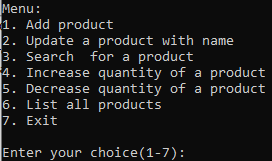 Menu:
1. Add product
2. Update a product with name
3. Search  for a product
4. Increase quantity of a product
5. Decrease quantity of a product
6. List all products
7. Exit
Enter your choice(1-7):